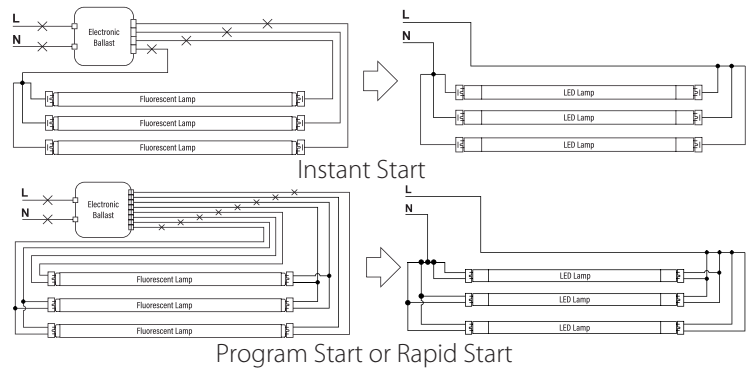 L
N
Electronic
Ballast
Fluorescent Lamp
Fluorescent Lamp
Fluorescent Lamp
L
N
LED Lamp
LED Lamp
LED Lamp
Instant Start
L
N
Electronic
Ballast
Fluorescent Lamp
Fluorescent Lamp
Fluorescent Lamp
L
N
LED Lamp
LED Lamp
LED Lamp
Program Start or Rapid Start